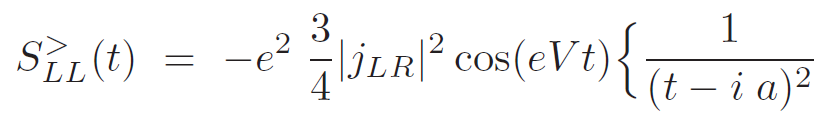 S^{>}_{LL}(t) = -e^{2} \frac{3}{4}|j_{LR}|^{2} \cos(eVt)\Big\{\frac{1}{(t - i a)^{2}}